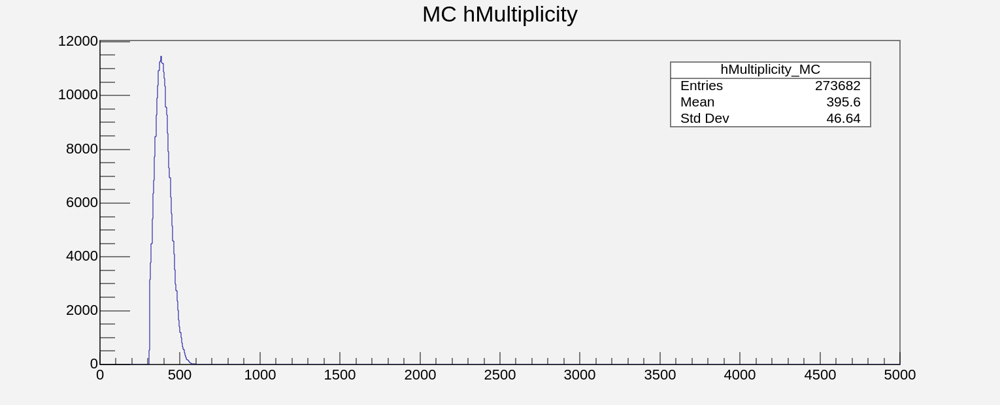 MC hMultiplicity
hMultiplicity_MC
Entries 273682
Mean 395.6
Std Dev 46.64
12000
10000
8000
6000
4000
2000
0
0 500 1000 1500 2000 2500 3000 3500 4000 4500 5000